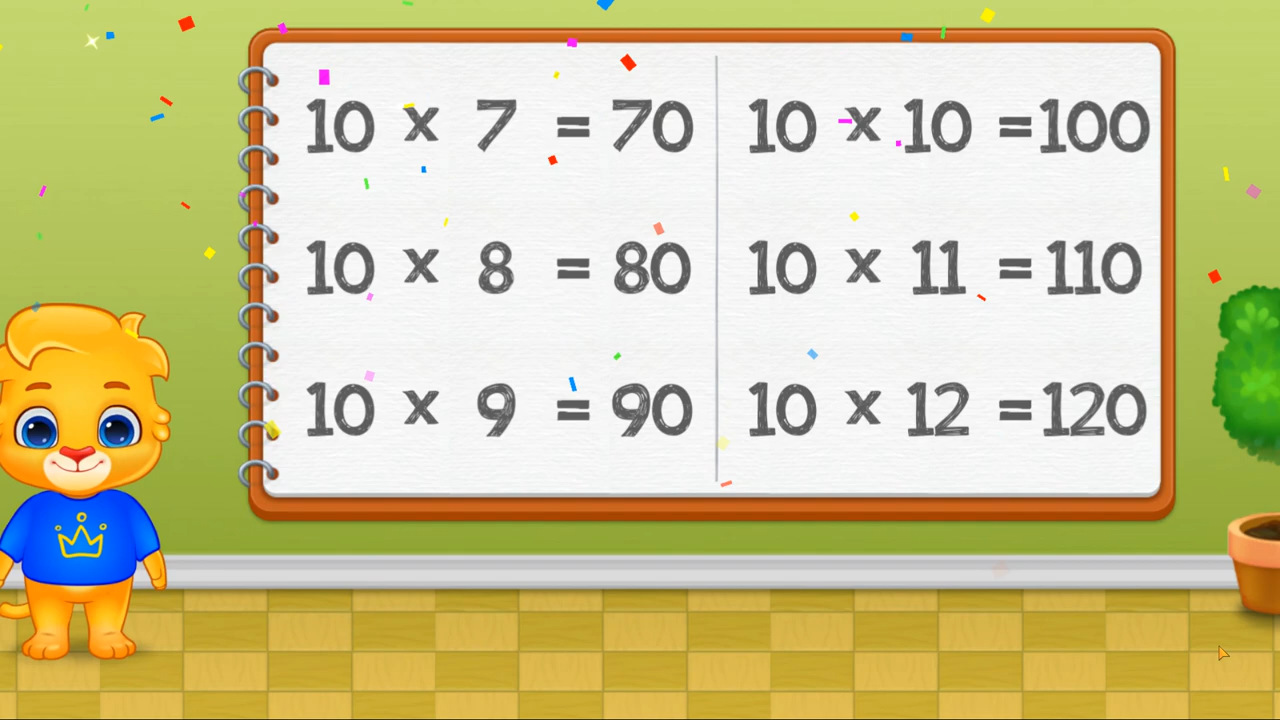 10 x 7 = 70
10 x 8 = 80
10 x 9 = 90
10 x 10 = 100
10 x 11 = 110
10 x 12 = 120